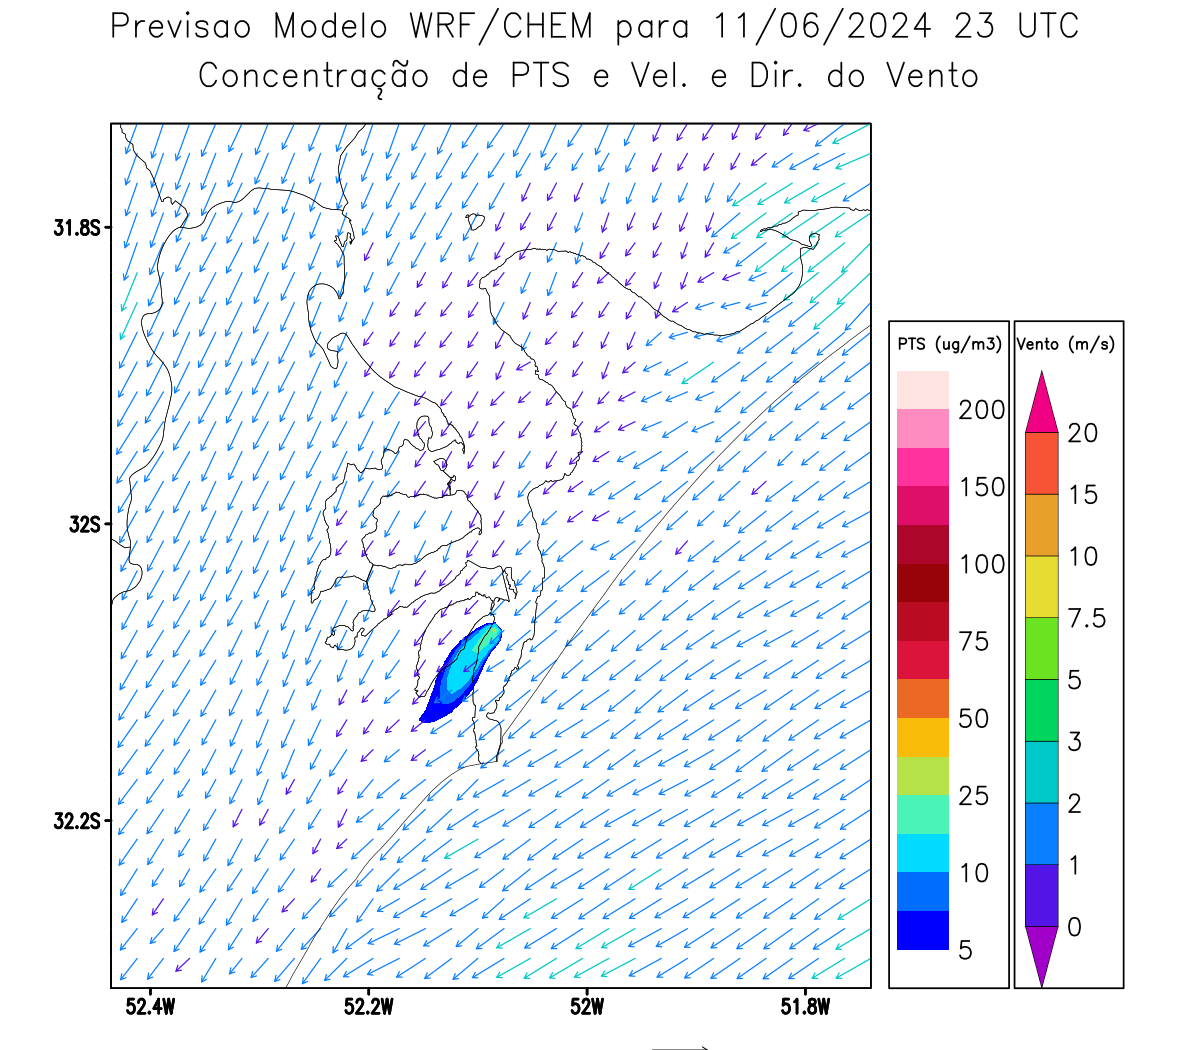 Previsao Modelo WRF/CHEM para 11/06/2024 23 UTC
Concentração de PTS e Vel. e Dir. do Vento
31.8S
32S
32.2S
52.4W
52.2W
52W
51.8W
PTS (ug/m3)
200
150
100
75
50
25
10
5
Vento (m/s)
20
15
10
7.5
5
3
2
1
0